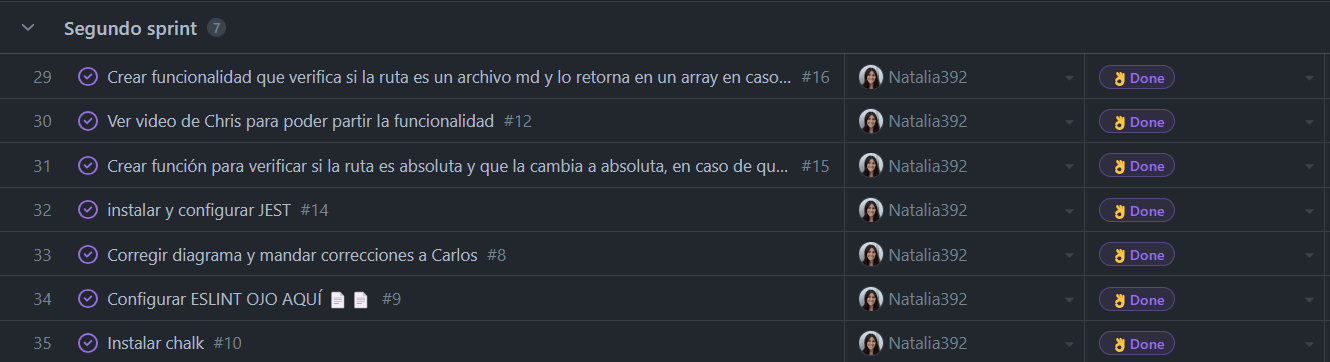 Segundo sprint 7
29 Crear funcionalidad que verifica si la ruta es un archivo md y lo retorna en un array en caso... #16 Natalia392 👌 Done
30 Ver video de Chris para poder partir la funcionalidad #12 Natalia392 👌 Done
31 Crear función para verificar si la ruta es absoluta y que la cambia a absoluta, en caso de qu... #15 Natalia392 👌 Done
32 instalar y configurar JEST #14 Natalia392 👌 Done
33 Corregir diagrama y mandar correcciones a Carlos #8 Natalia392 👌 Done
34 Configurar ESLINT OJO AQUÍ 📄 📄 #9 Natalia392 👌 Done
35 Instalar chalk #10 Natalia392 👌 Done